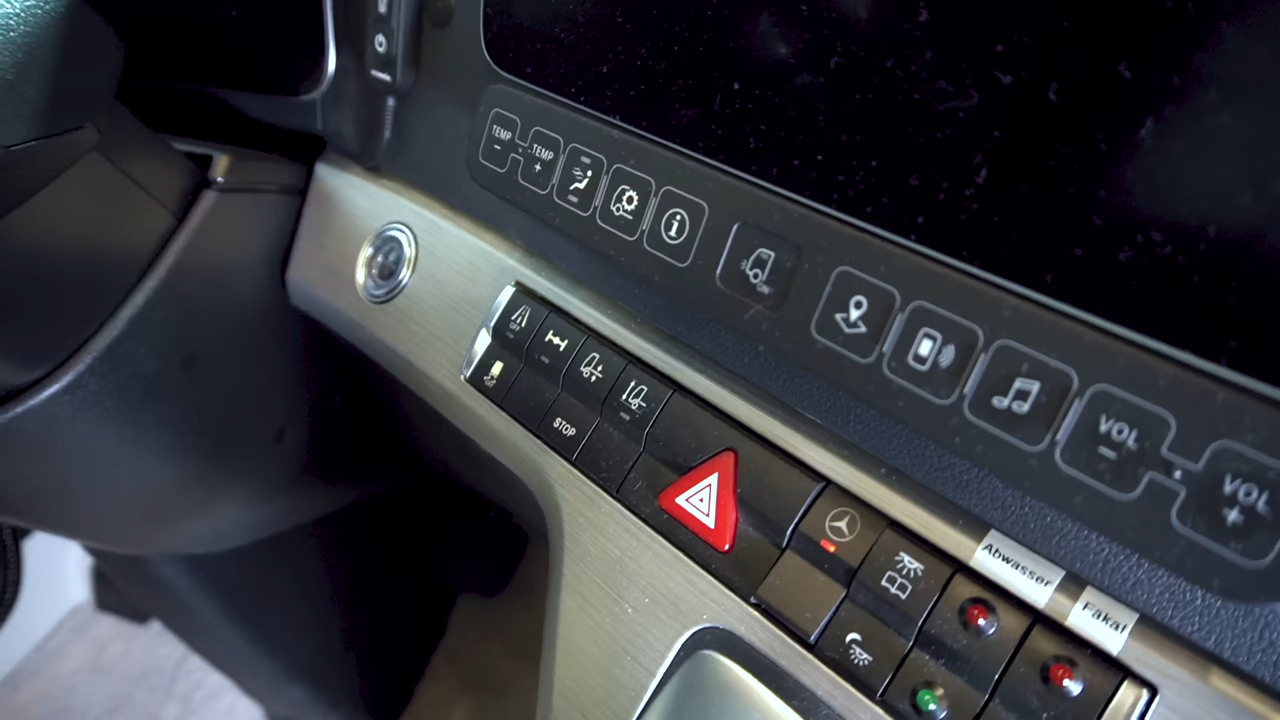 TEMP
-
TEMP
+
i
ON
VOL
-
VOL
+
OFF
STOP
Abwasser
Fäkal